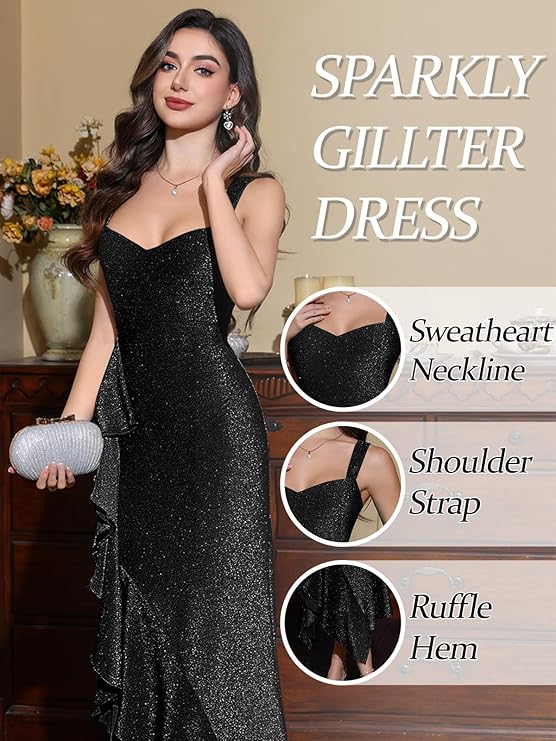 SPARKLY
GILLTER
DRESS
Sweatheart
Neckline
Shoulder
Strap
Ruffle
Hem